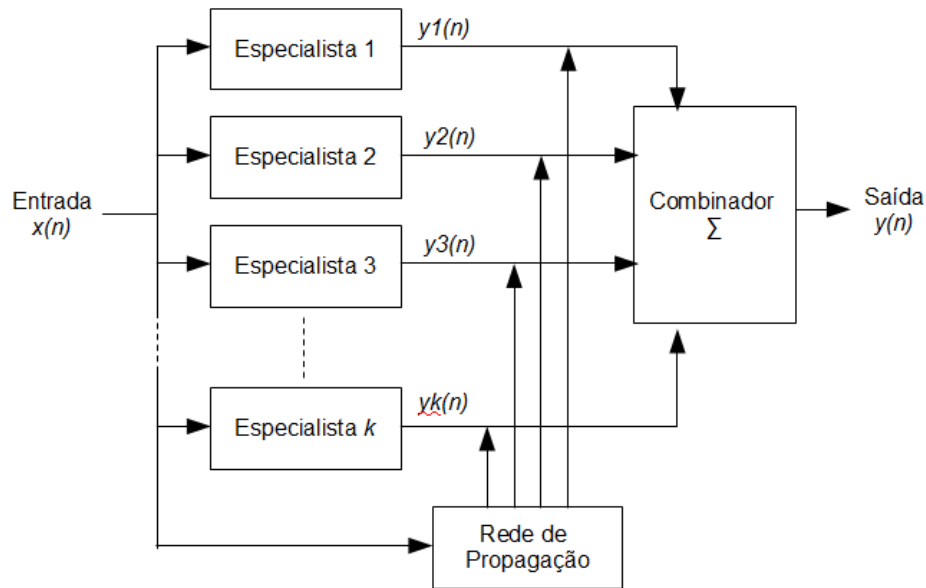 Especialista 1
y1(n)
Especialista 2
y2(n)
Entrada
x(n)
Combinador
Σ
Saída
y(n)
Especialista 3
y3(n)
Especialista k
yk(n)
Rede de
Propagação